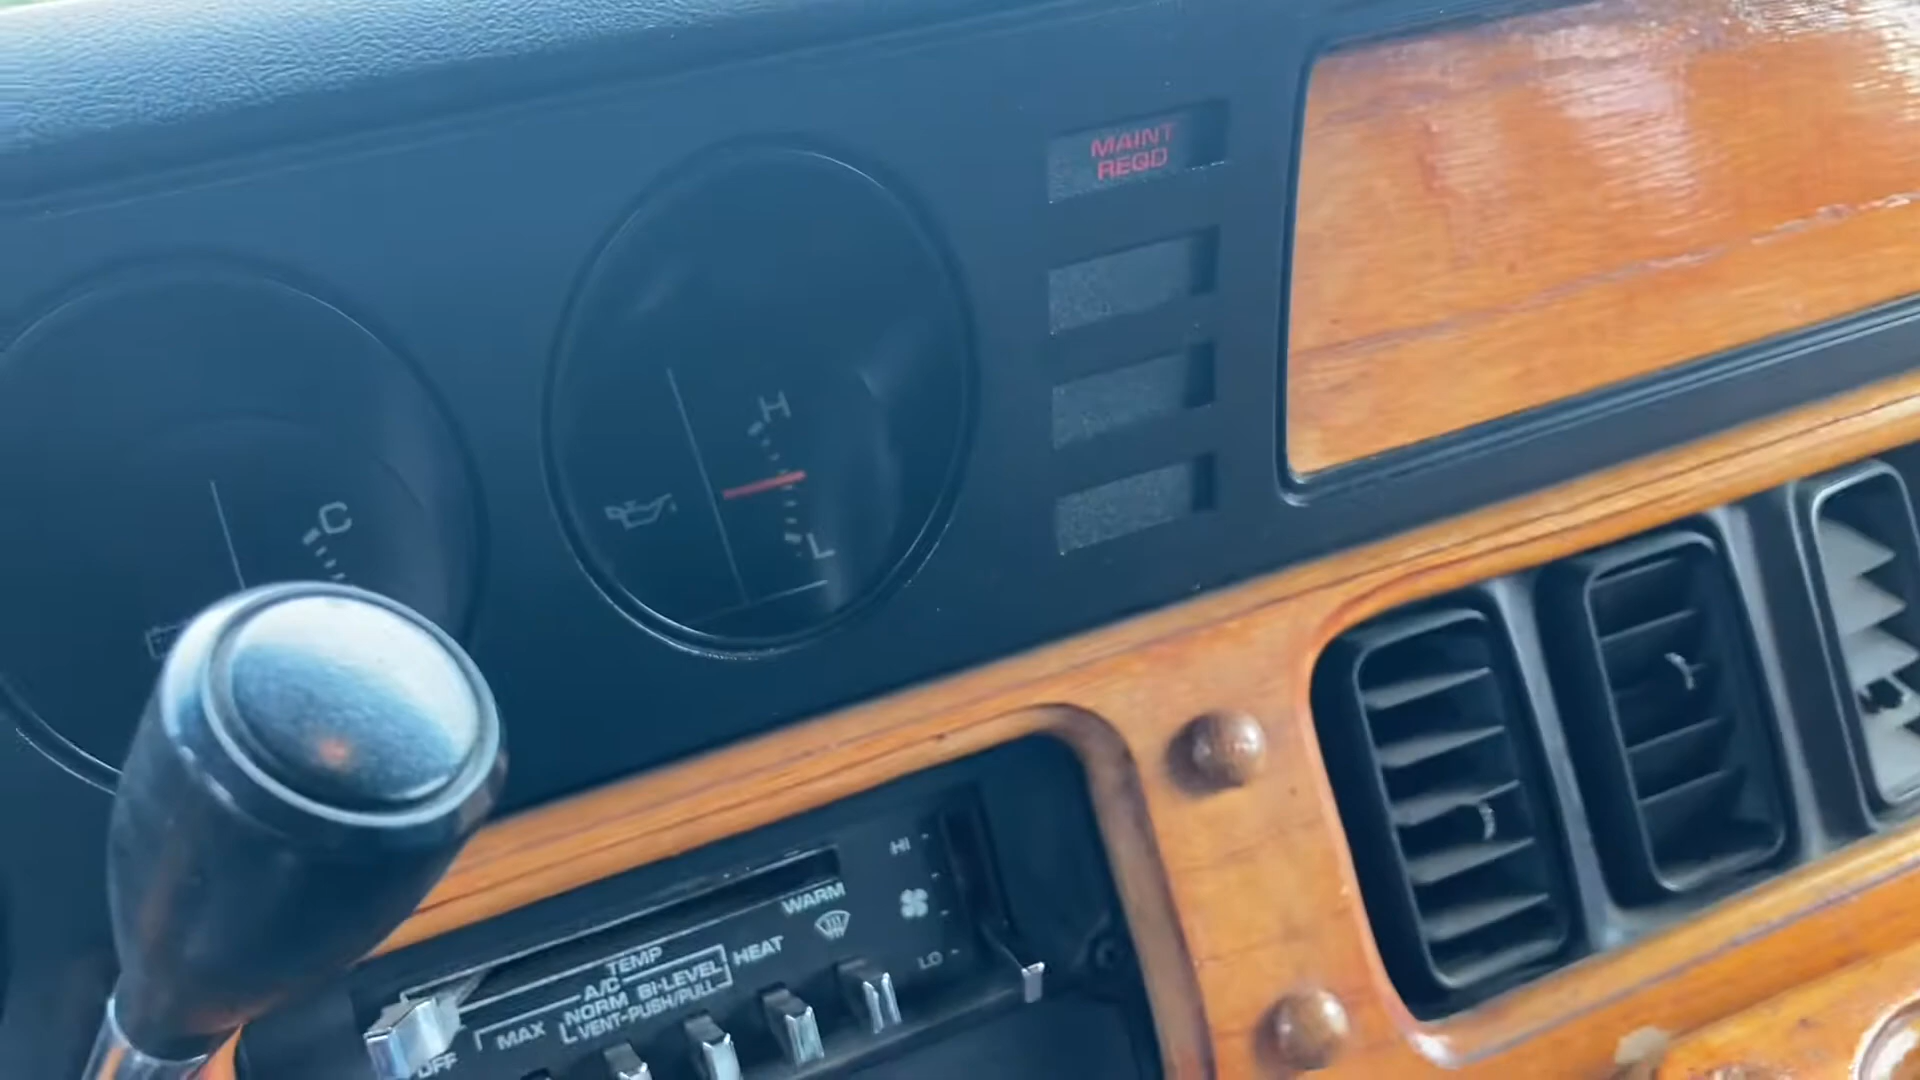 MAINT
REQD
H
C
L
HI
WARM
TEMP
HEAT
A/C
LO
MAX NORM BI-LEVEL
VENT-PUSH/PULL
OFF